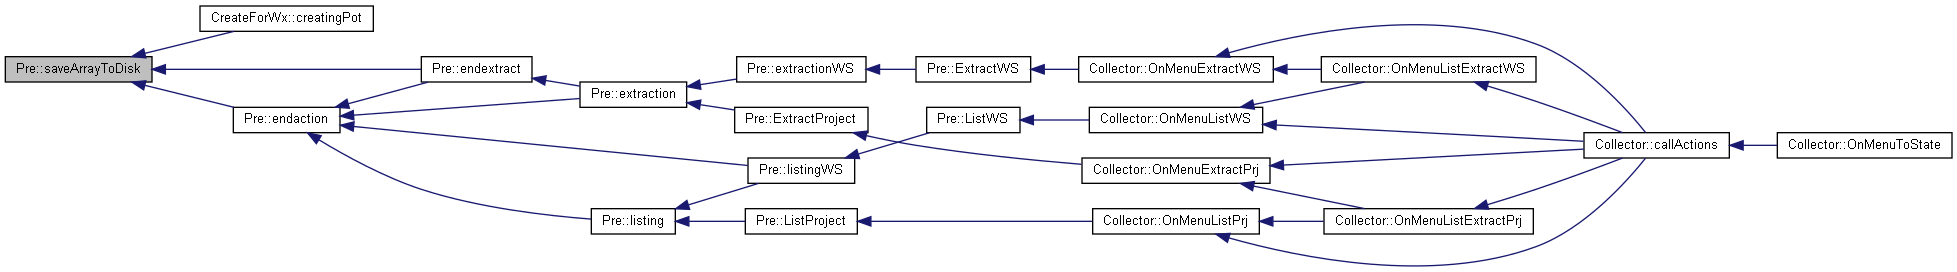 CreateForWx::creatingPot
Pre::saveArrayToDisk
Pre::endextract
Pre::endaction
Pre::extraction
Pre::listing
Pre::extractionWS
Pre::ExtractProject
Pre::listingWS
Pre::ListProject
Pre::ExtractWS
Pre::ListWS
Collector::OnMenuExtractWS
Collector::OnMenuListWS
Collector::OnMenuExtractPrj
Collector::OnMenuListPrj
Collector::OnMenuListExtractWS
Collector::OnMenuListExtractPrj
Collector::callActions
Collector::OnMenuToState